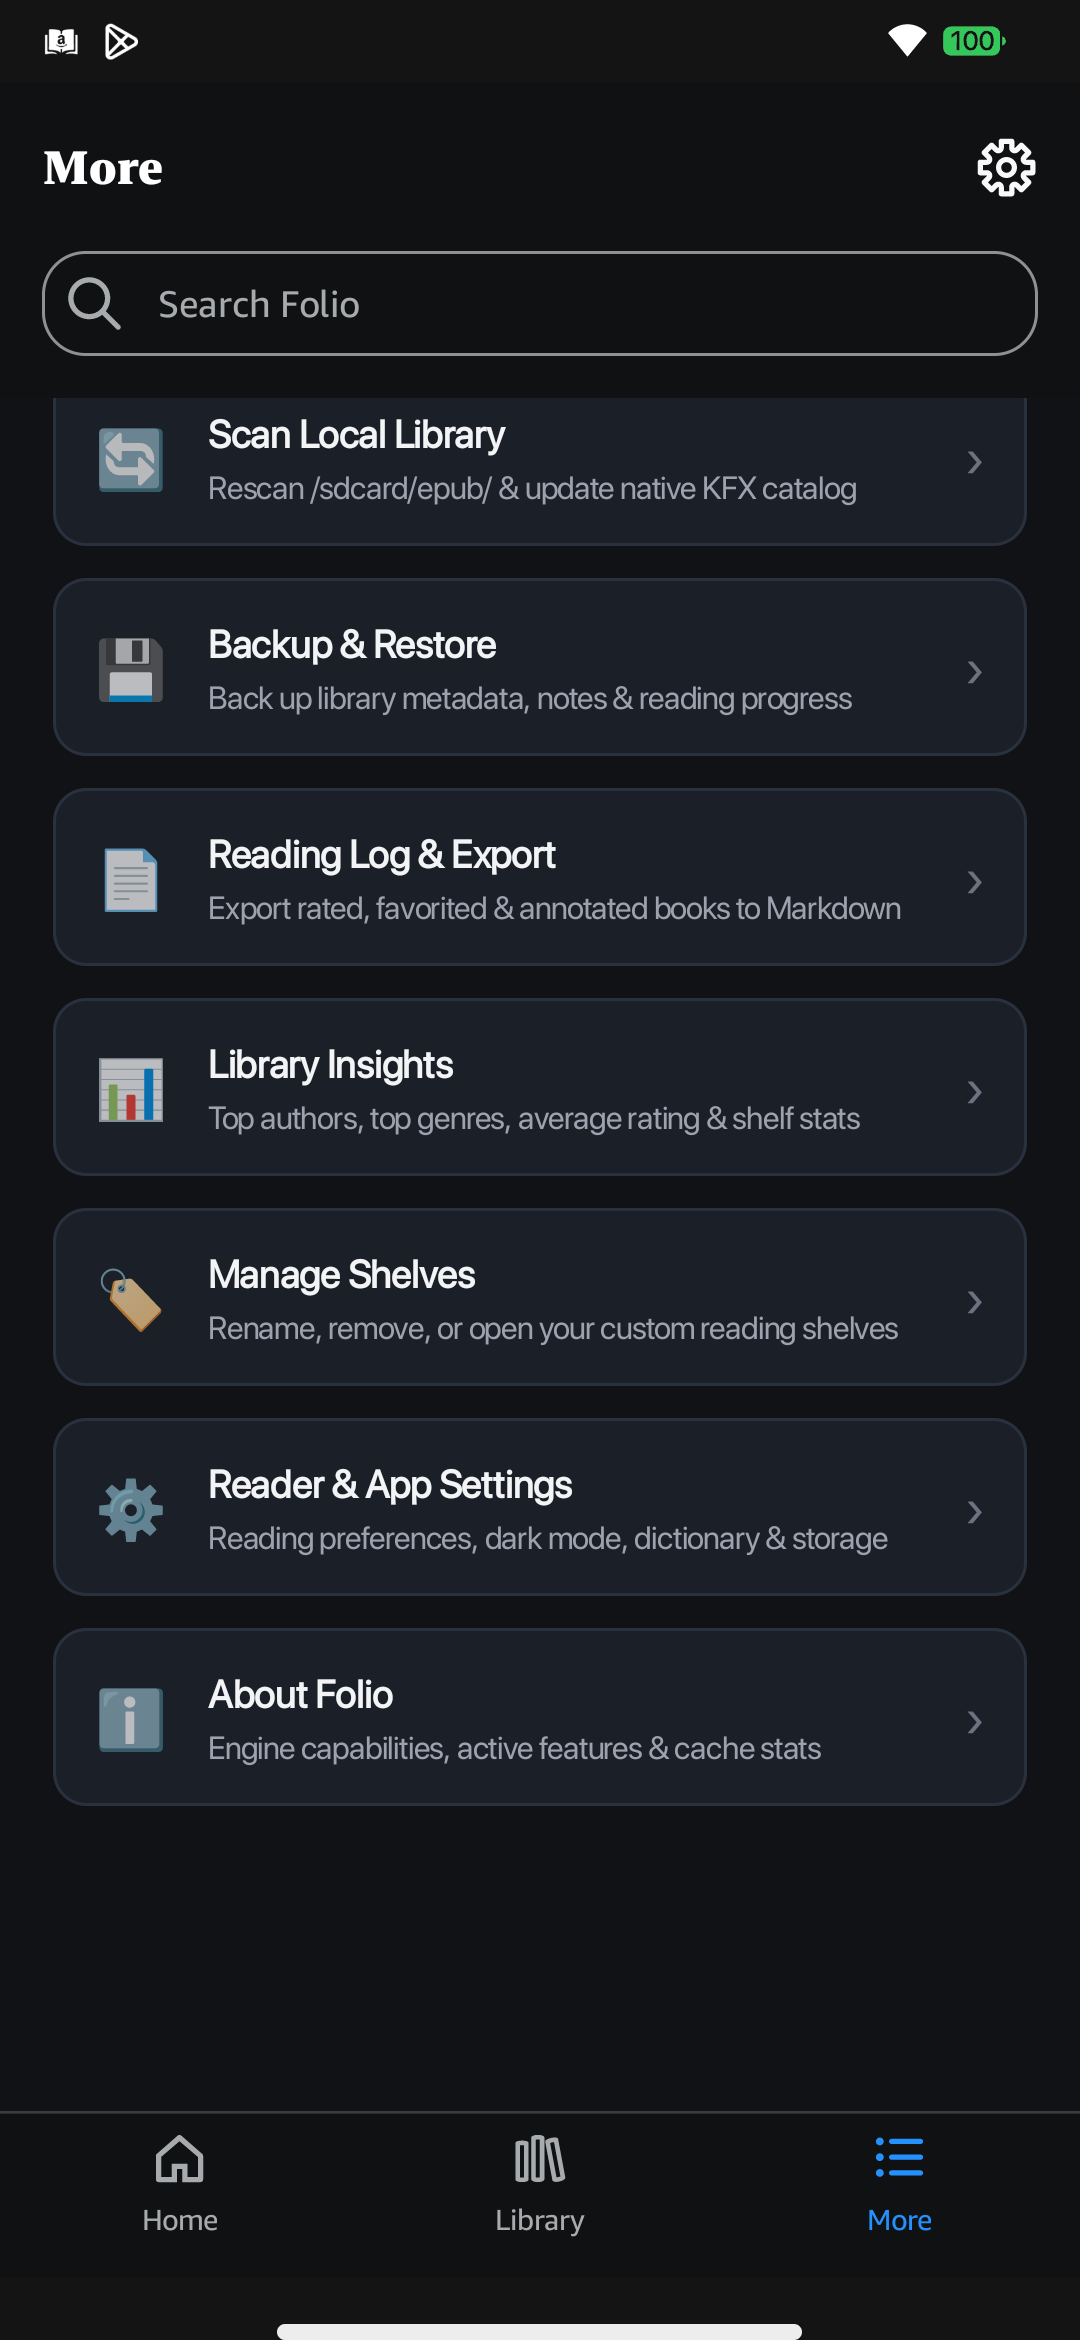 100
More
Search Folio
Scan Local Library
Rescan /sdcard/epub/ & update native KFX catalog
Backup & Restore
Back up library metadata, notes & reading progress
Reading Log & Export
Export rated, favorited & annotated books to Markdown
Library Insights
Top authors, top genres, average rating & shelf stats
Manage Shelves
Rename, remove, or open your custom reading shelves
Reader & App Settings
Reading preferences, dark mode, dictionary & storage
About Folio
Engine capabilities, active features & cache stats
Home
Library
More